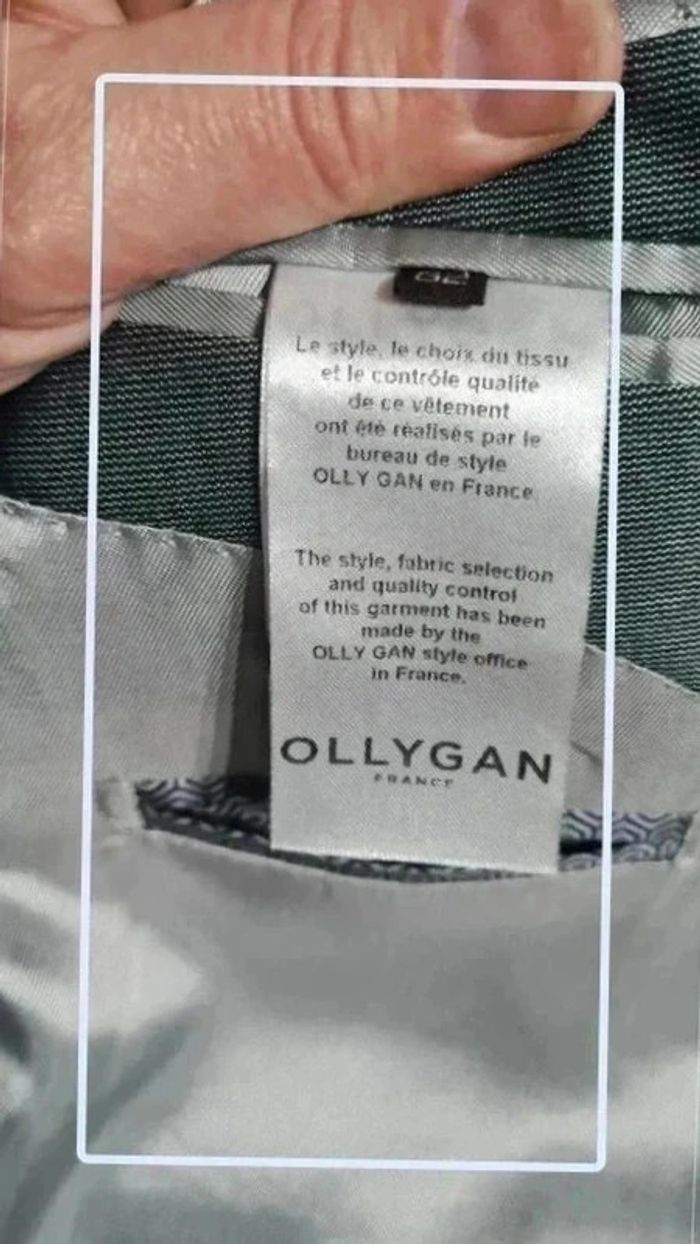 Le style, le choix du tissu
et le contrôle qualité
de ce vêtement
ont été réalisés par le
bureau de style
OLLY GAN en France.
The style, fabric selection
and quality control
of this garment has been
made by the
OLLY GAN style office
in France.
OLLYGAN
FRANCE